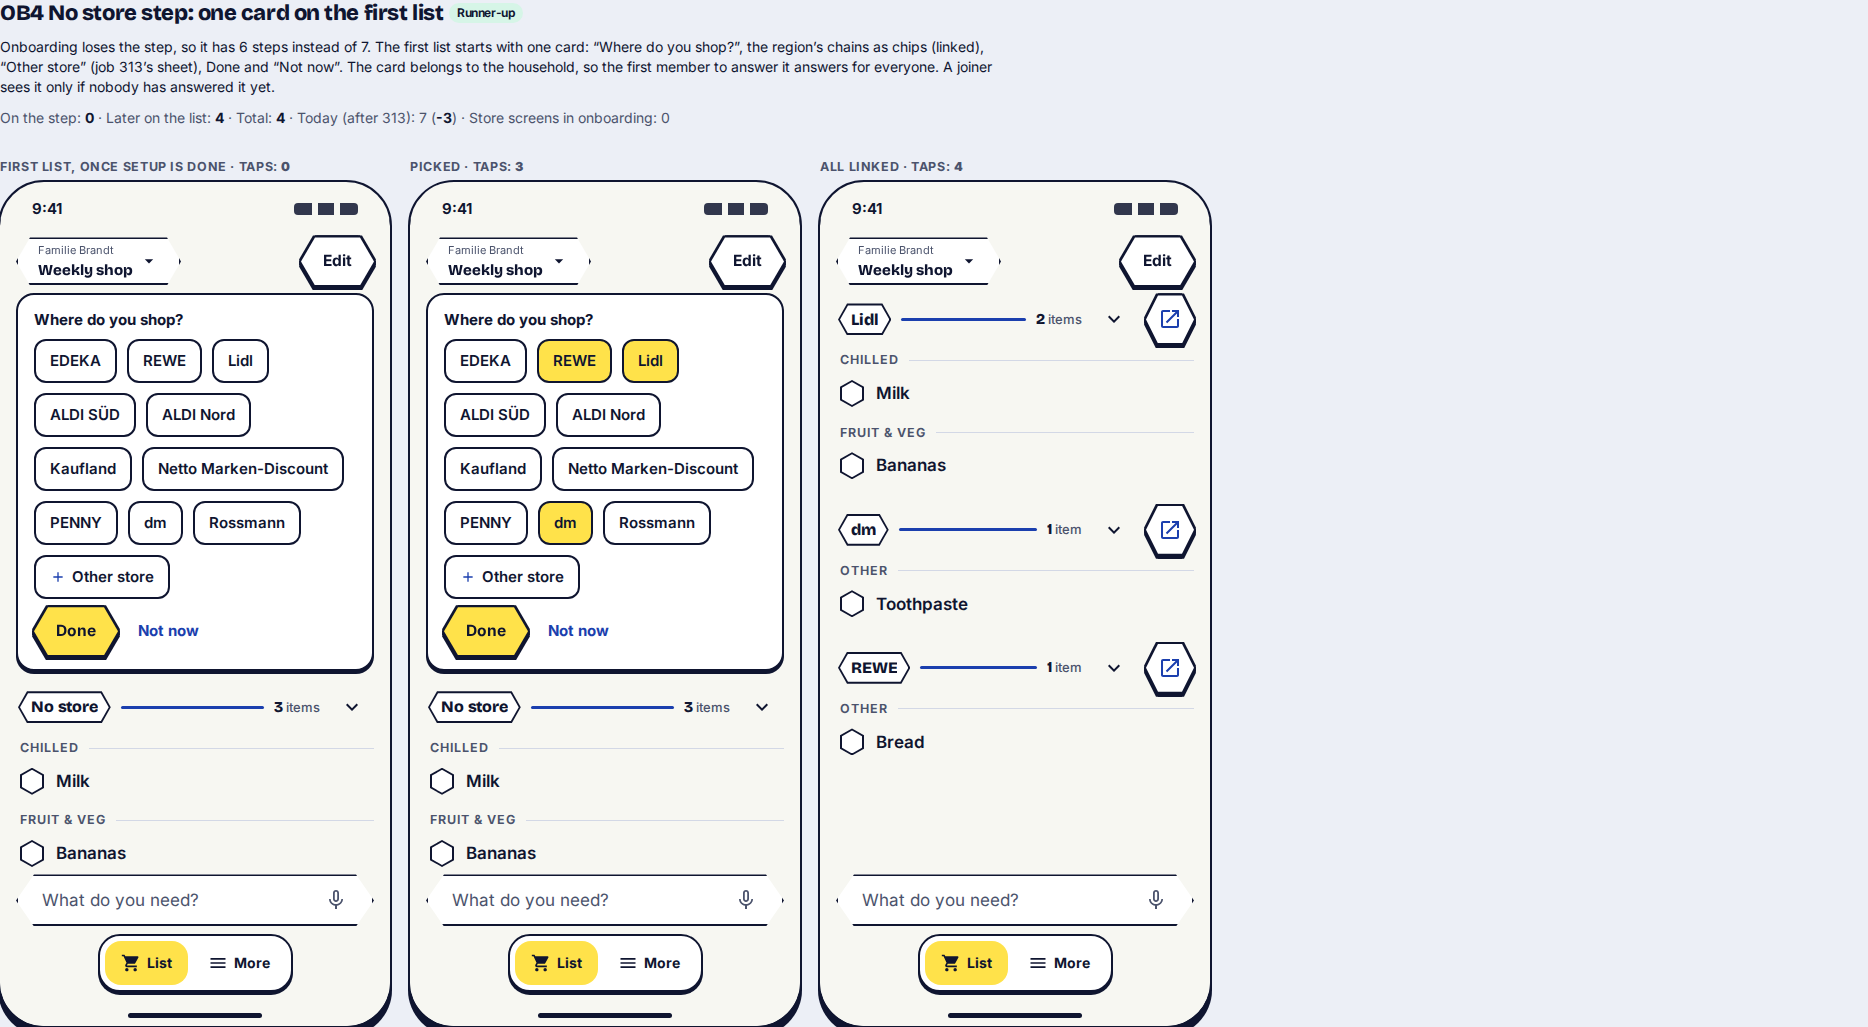 OB4 No store step: one card on the first list Runner-up
Onboarding loses the step, so it has 6 steps instead of 7. The first list starts with one card: “Where do you shop?”, the region’s chains as chips (linked),
“Other store” (job 313’s sheet), Done and “Not now”. The card belongs to the household, so the first member to answer it answers for everyone. A joiner
sees it only if nobody has answered it yet.
On the step: 0 · Later on the list: 4 · Total: 4 · Today (after 313): 7 (-3) · Store screens in onboarding: 0
FIRST LIST, ONCE SETUP IS DONE · TAPS: 0
9:41
Familie Brandt
Weekly shop
Edit
Where do you shop?
EDEKA REWE Lidl
ALDI SÜD ALDI Nord
Kaufland Netto Marken-Discount
PENNY dm Rossmann
+ Other store
Done Not now
No store 3 items
CHILLED
Milk
FRUIT & VEG
Bananas
What do you need?
List More
PICKED · TAPS: 3
9:41
Familie Brandt
Weekly shop
Edit
Where do you shop?
EDEKA REWE Lidl
ALDI SÜD ALDI Nord
Kaufland Netto Marken-Discount
PENNY dm Rossmann
+ Other store
Done Not now
No store 3 items
CHILLED
Milk
FRUIT & VEG
Bananas
What do you need?
List More
ALL LINKED · TAPS: 4
9:41
Familie Brandt
Weekly shop
Edit
Lidl 2 items
CHILLED
Milk
FRUIT & VEG
Bananas
dm 1 item
OTHER
Toothpaste
REWE 1 item
OTHER
Bread
What do you need?
List More